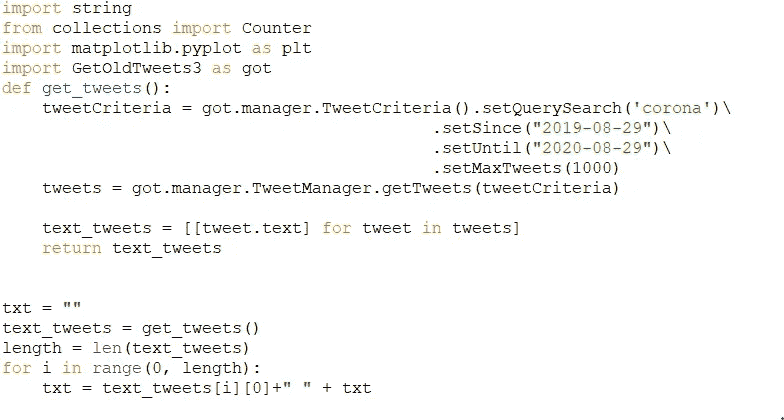 import string
from collections import Counter
import matplotlib.pyplot as plt
import GetOldTweets3 as got
def get_tweets():
    tweetCriteria = got.manager.TweetCriteria().setQuerySearch('corona')\
                                           .setSince("2019-08-29")\
                                           .setUntil("2020-08-29")\
                                           .setMaxTweets(1000)
    tweets = got.manager.TweetManager.getTweets(tweetCriteria)

    text_tweets = [[tweet.text] for tweet in tweets]
    return text_tweets


txt = ""
text_tweets = get_tweets()
length = len(text_tweets)
for i in range(0, length):
    txt = text_tweets[i][0]+" " + txt